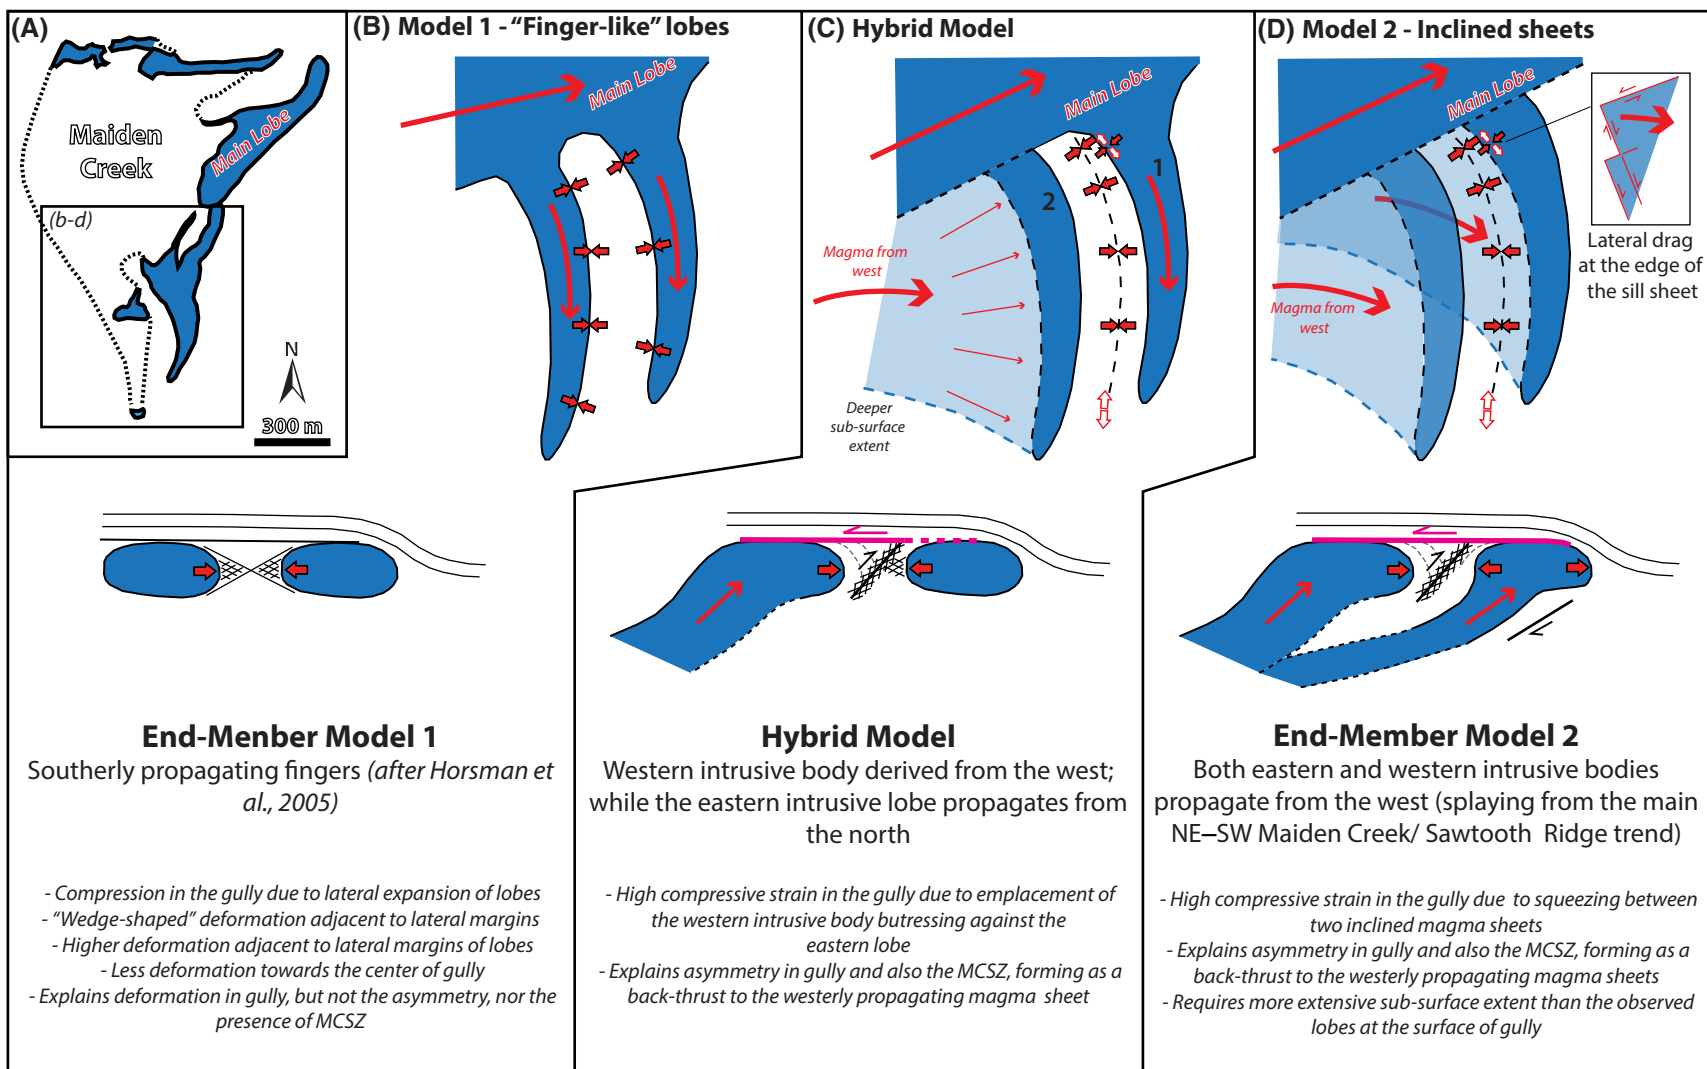 (A)
Maiden
Creek
Main Lobe
(b-d)
N
300 m
(B) Model 1 - “Finger-like” lobes
Main Lobe
(C) Hybrid Model
Main Lobe
1
2
Magma from
west
Deeper
sub-surface
extent
(D) Model 2 - Inclined sheets
Main Lobe
Magma from
west
Lateral drag
at the edge of
the sill sheet
End-Menber Model 1
Southerly propagating fingers (after Horsman et
al., 2005)
- Compression in the gully due to lateral expansion of lobes
- “Wedge-shaped” deformation adjacent to lateral margins
- Higher deformation adjacent to lateral margins of lobes
- Less deformation towards the center of gully
- Explains deformation in gully, but not the asymmetry, nor the
presence of MCSZ
Hybrid Model
Western intrusive body derived from the west;
while the eastern intrusive lobe propagates from
the north
- High compressive strain in the gully due to emplacement of
the western intrusive body butressing against the
eastern lobe
- Explains asymmetry in gully and also the MCSZ, forming as a
back-thrust to the westerly propagating magma sheet
End-Member Model 2
Both eastern and western intrusive bodies
propagate from the west (splaying from the main
NE–SW Maiden Creek/ Sawtooth Ridge trend)
- High compressive strain in the gully due to squeezing between
two inclined magma sheets
- Explains asymmetry in gully and also the MCSZ, forming as a
back-thrust to the westerly propagating magma sheets
- Requires more extensive sub-surface extent than the observed
lobes at the surface of gully